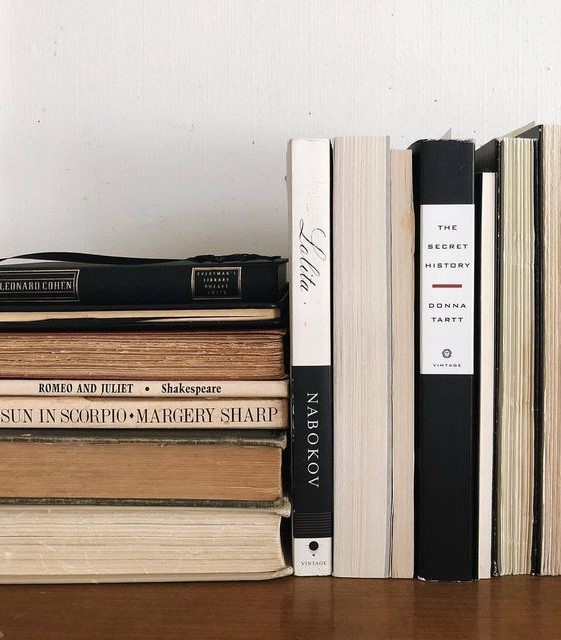 LEONARD COHEN
EVERYMAN'S
LIBRARY
POCKET
POETS
ROMEO AND JULIET • Shakespeare
SUN IN SCORPIO ♦ MARGERY SHARP
Lolita
NABOKOV
VINTAGE
THE
SECRET
HISTORY
DONNA
TARTT
VINTAGE